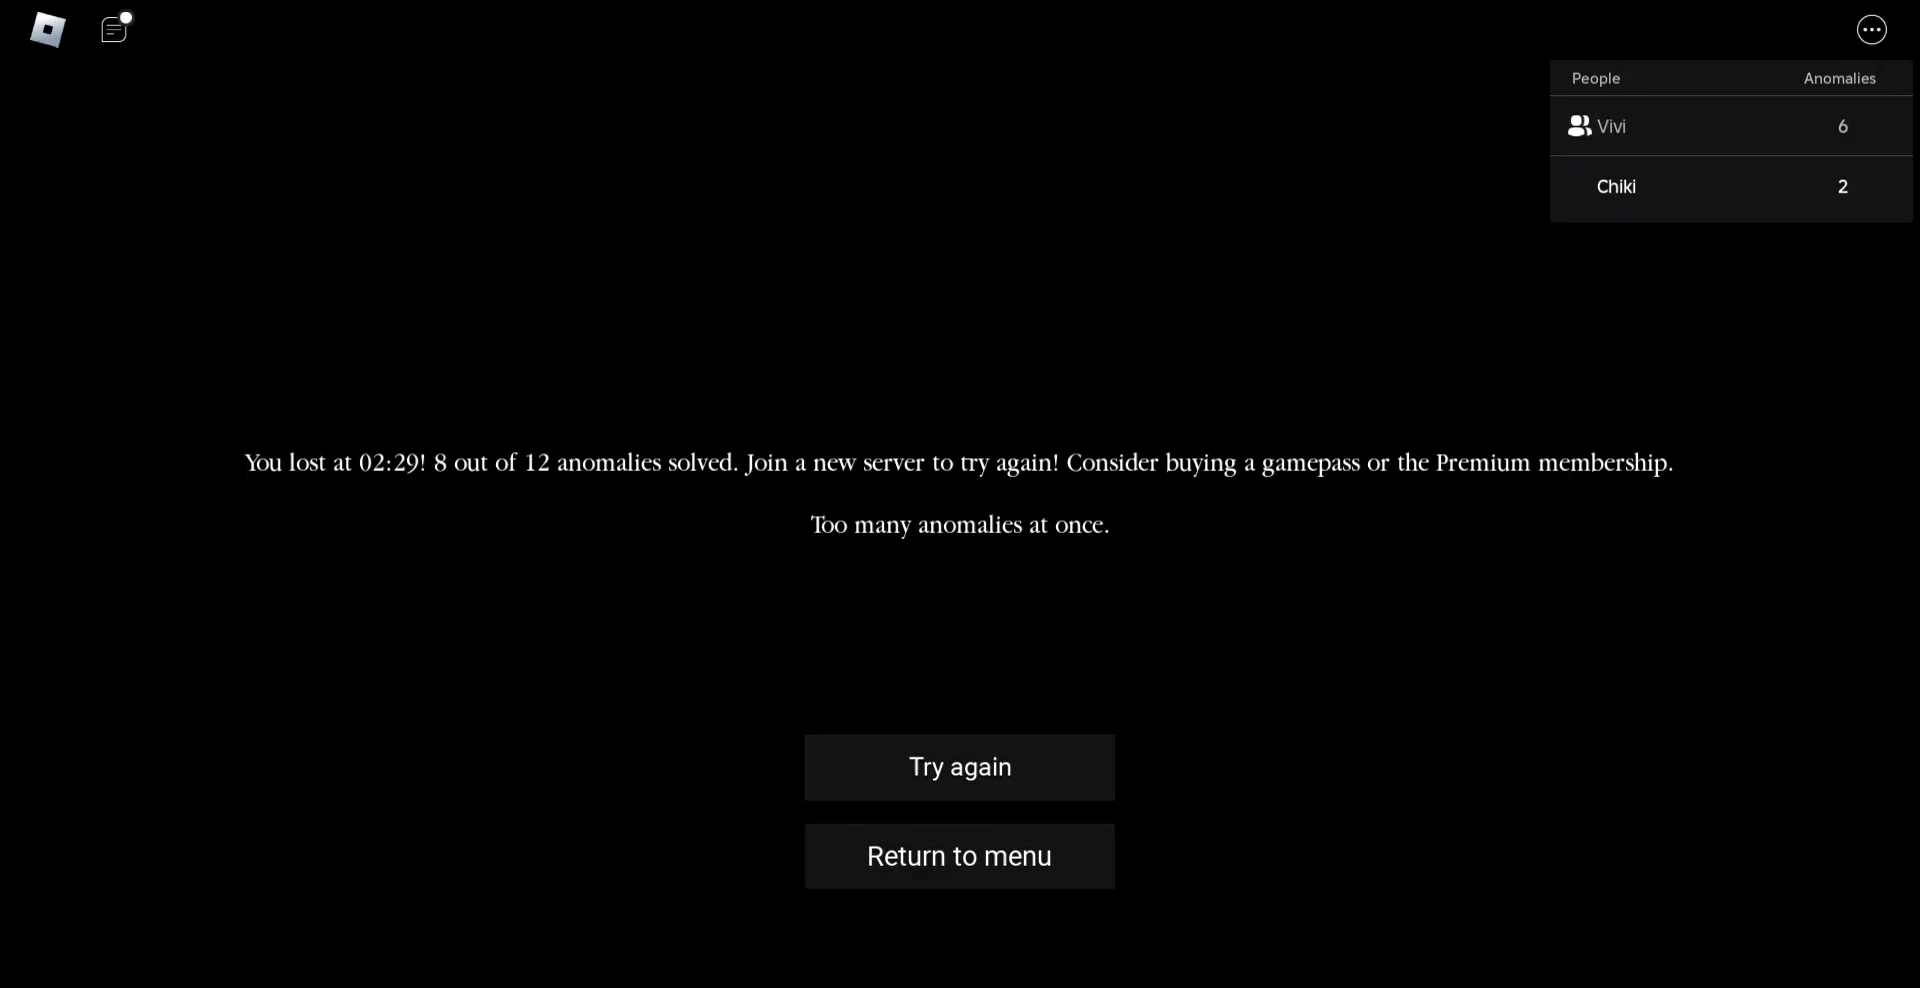 People Anomalies
Vivi 6
Chiki 2
You lost at 02:29! 8 out of 12 anomalies solved. Join a new server to try again! Consider buying a gamepass or the Premium membership.
Too many anomalies at once.
Try again
Return to menu